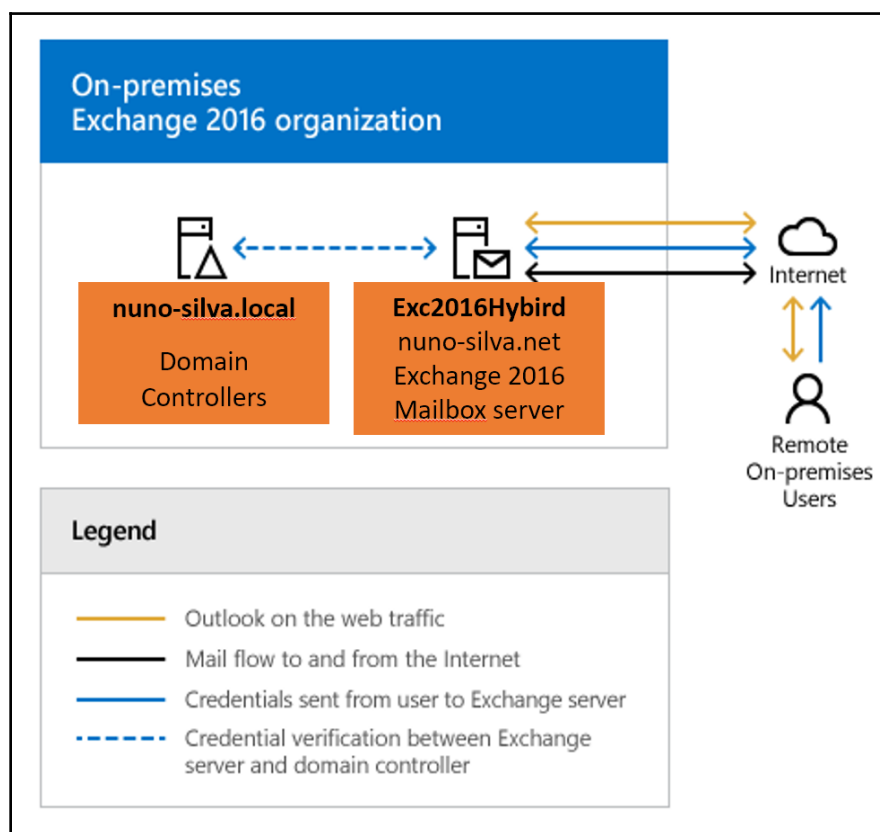 On-premises
Exchange 2016 organization
nuno-silva.local
Domain
Controllers
Exc2016Hybird
nuno-silva.net
Exchange 2016
Mailbox server
Internet
Remote
On-premises
Users
Legend
Outlook on the web traffic
Mail flow to and from the Internet
Credentials sent from user to Exchange server
Credential verification between Exchange
server and domain controller